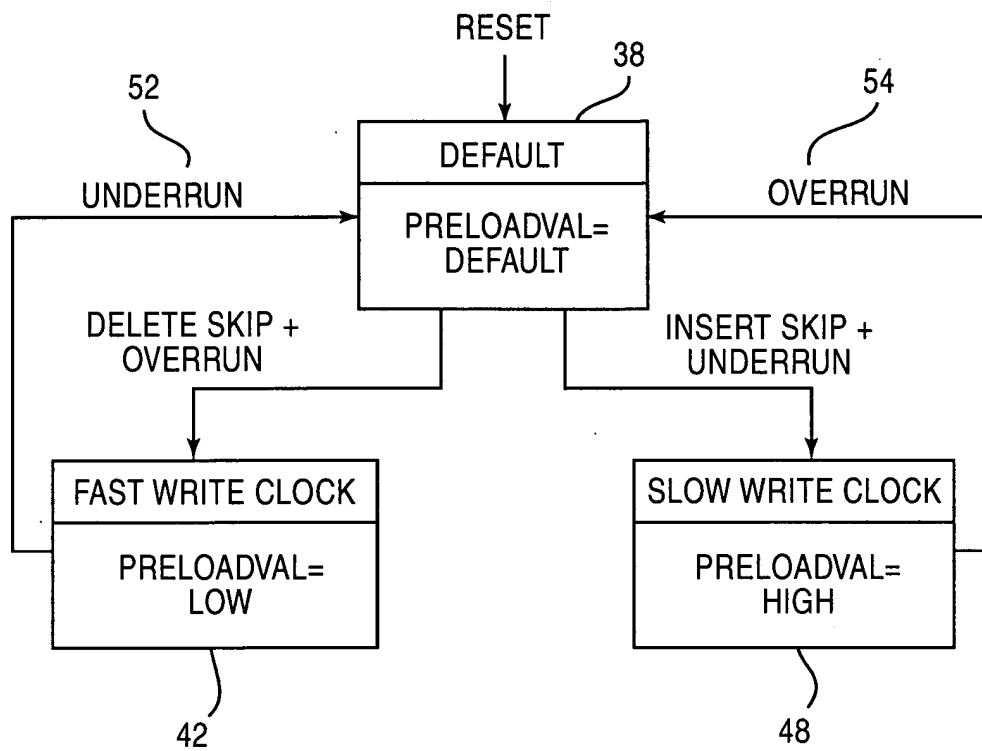 RESET
52
38
54
DEFAULT
UNDERRUN
OVERRUN
PRELOADVAL=
DEFAULT
DELETE SKIP +
OVERRUN
INSERT SKIP +
UNDERRUN
FAST WRITE CLOCK
SLOW WRITE CLOCK
PRELOADVAL=
LOW
PRELOADVAL=
HIGH
42
48